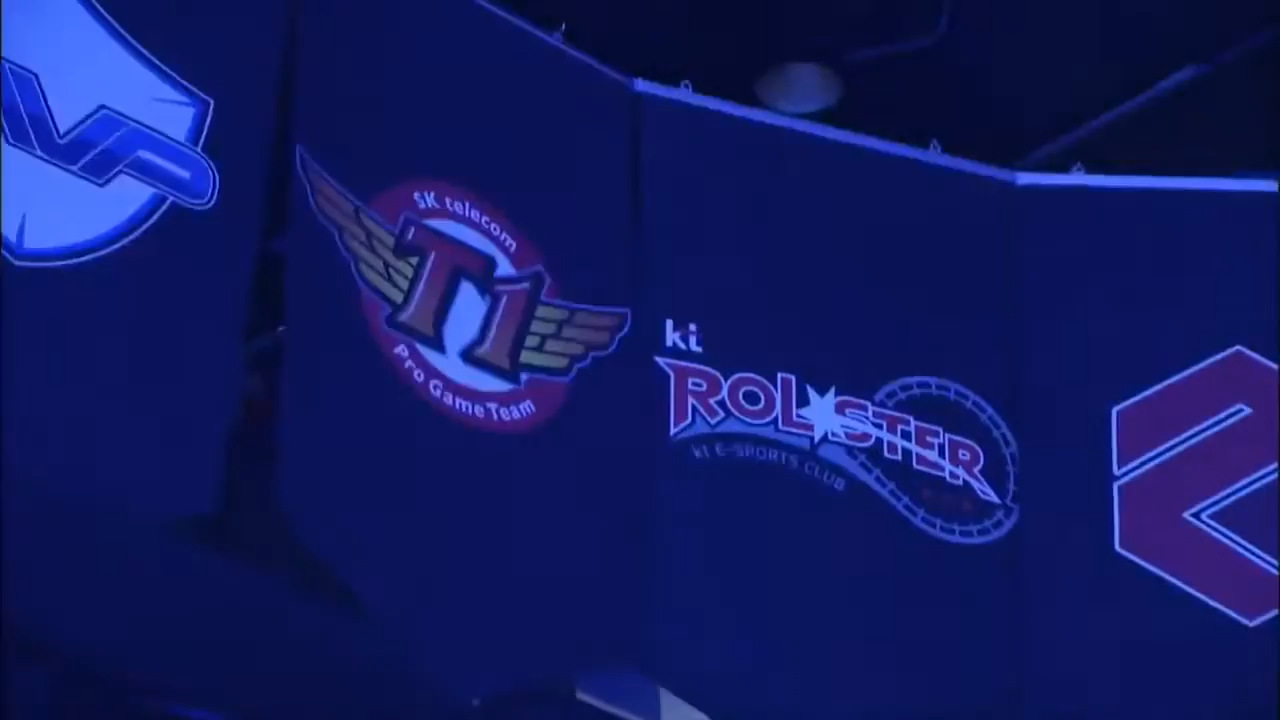 SK telecom
T1
Pro Game Team
kt
ROLSTER
kt E-SPORTS CLUB